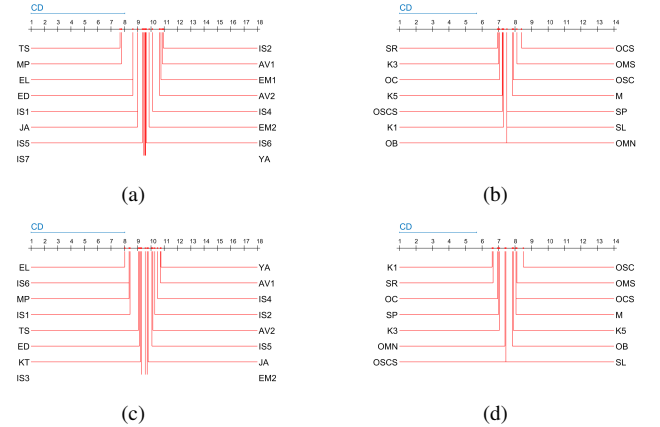 CD
1 2 3 4 5 6 7 8 9 10 11 12 13 14 15 16 17 18
TS IS2
MP AV1
EL EM1
ED AV2
IS1 IS4
JA EM2
IS5 IS6
IS7 YA
(a)
CD
1 2 3 4 5 6 7 8 9 10 11 12 13 14
SR OCS
K3 OMS
OC OSC
K5 M
OSCS SP
K1 SL
OB OMN
(b)
CD
1 2 3 4 5 6 7 8 9 10 11 12 13 14 15 16 17 18
EL YA
IS6 AV1
MP IS4
IS1 IS2
TS AV2
ED IS5
KT JA
IS3 EM2
(c)
CD
1 2 3 4 5 6 7 8 9 10 11 12 13 14
K1 OSC
SR OMS
OC OCS
SP M
K3 K5
OMN OB
OSCS SL
(d)